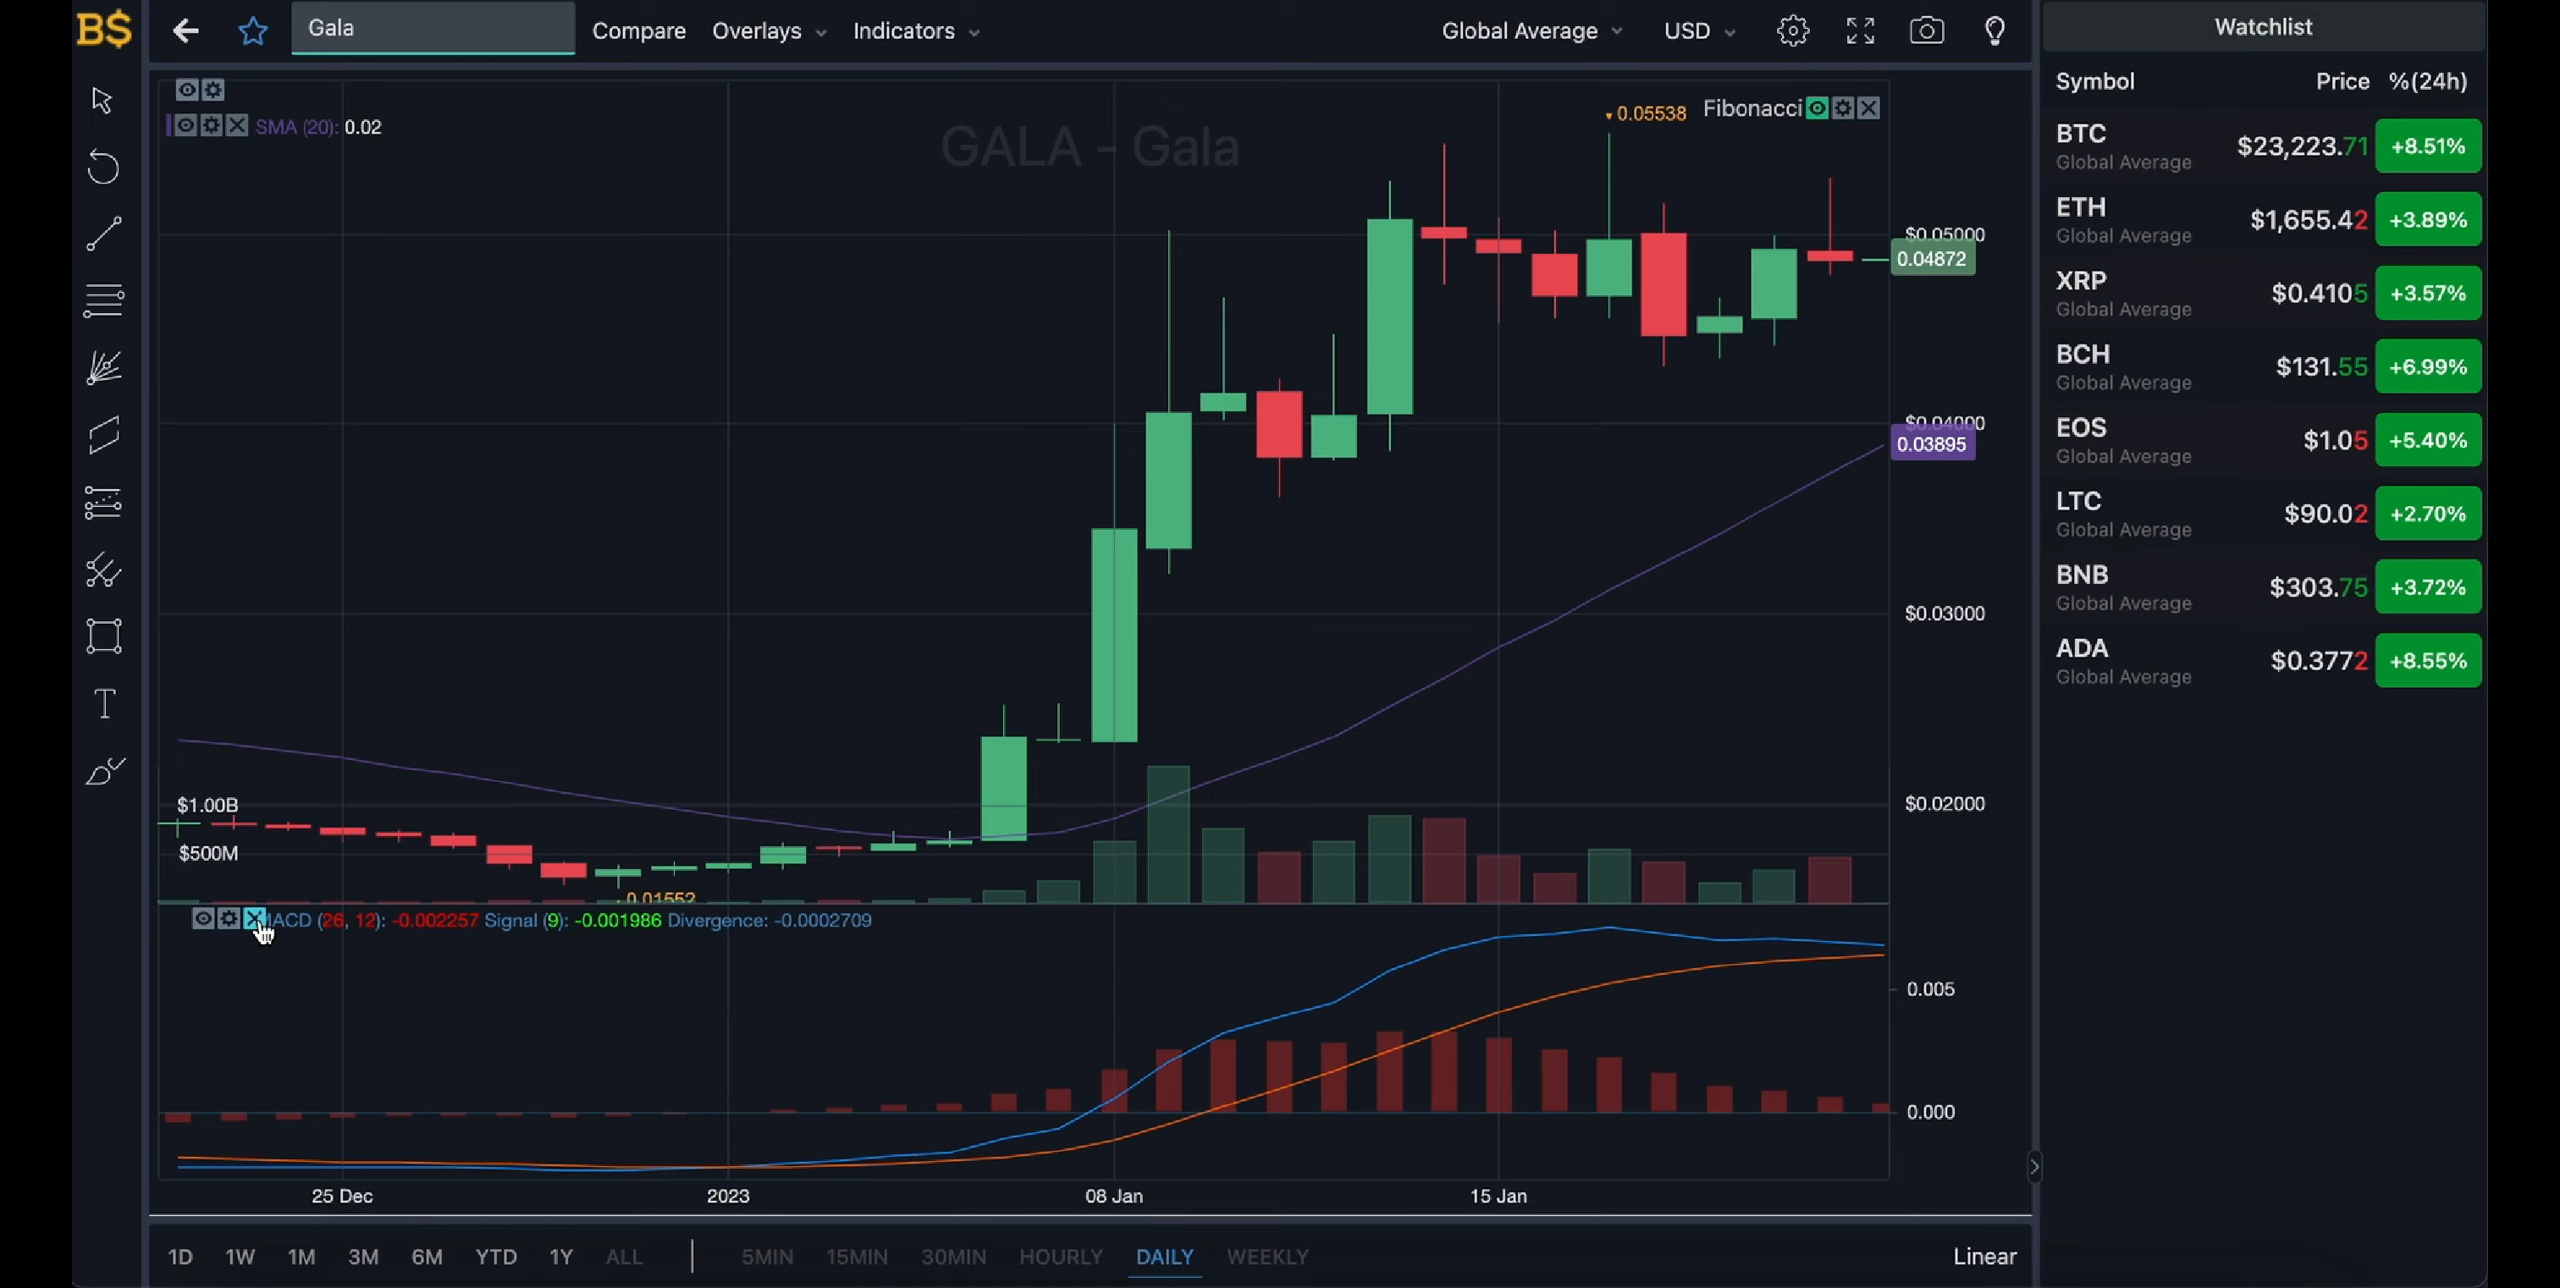 B$
Gala
Compare
Overlays
Indicators
Global Average
USD
Watchlist
Symbol Price %(24h)
SMA (20): 0.02
GALA - Gala
0.05538
Fibonacci
$0.05000
0.04872
$0.04000
0.03895
$0.03000
$0.02000
$1.00B
$500M
0.01552
MACD (26, 12): -0.002257 Signal (9): -0.001986 Divergence: -0.0002709
0.005
0.000
25 Dec
2023
08 Jan
15 Jan
1D 1W 1M 3M 6M YTD 1Y ALL 5MIN 15MIN 30MIN HOURLY DAILY WEEKLY
Linear
BTC
Global Average
$23,223.71
+8.51%
ETH
Global Average
$1,655.42
+3.89%
XRP
Global Average
$0.4105
+3.57%
BCH
Global Average
$131.55
+6.99%
EOS
Global Average
$1.05
+5.40%
LTC
Global Average
$90.02
+2.70%
BNB
Global Average
$303.75
+3.72%
ADA
Global Average
$0.3772
+8.55%